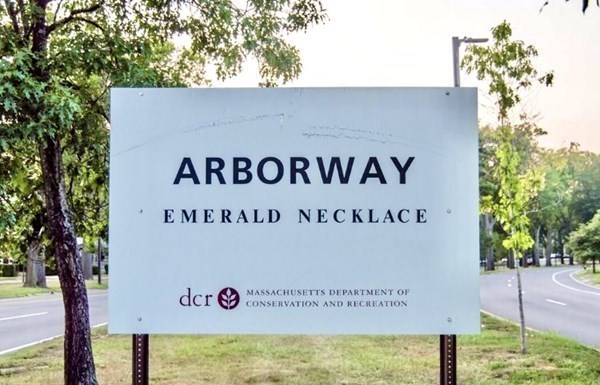 ARBORWAY
EMERALD NECKLACE
dcr MASSACHUSETTS DEPARTMENT OF
CONSERVATION AND RECREATION